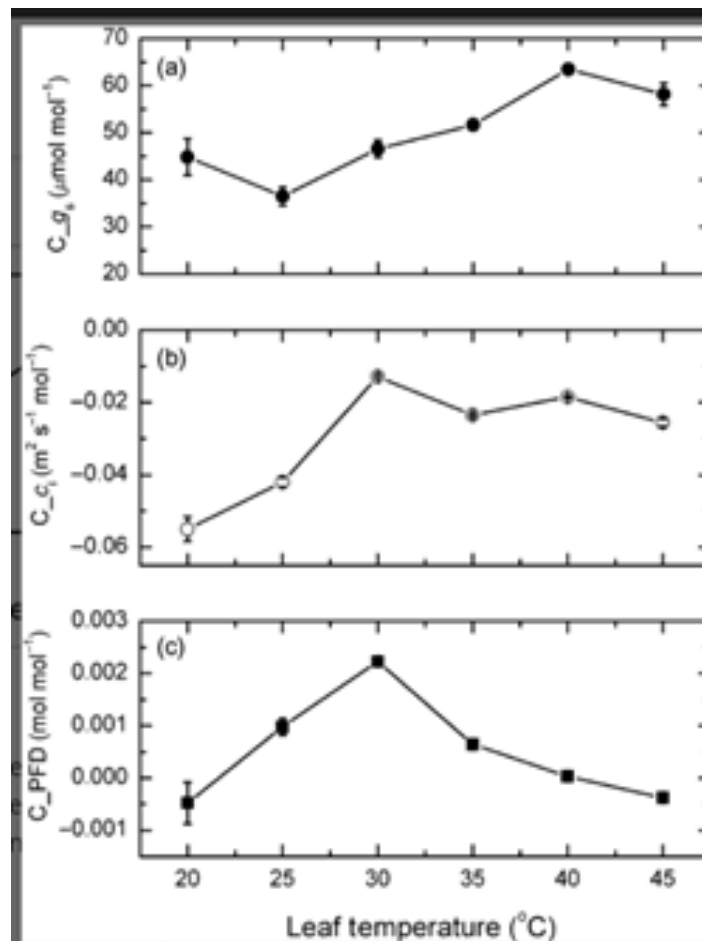 70
(a)
60
50
40
30
20
C_gₛ (μmol mol⁻¹)
0.00
(b)
−0.02
−0.04
−0.06
C_cᵢ (m² s⁻¹ mol⁻¹)
0.003
(c)
0.002
0.001
0.000
−0.001
C_PFD (mol mol⁻¹)
20 25 30 35 40 45
Leaf temperature (°C)